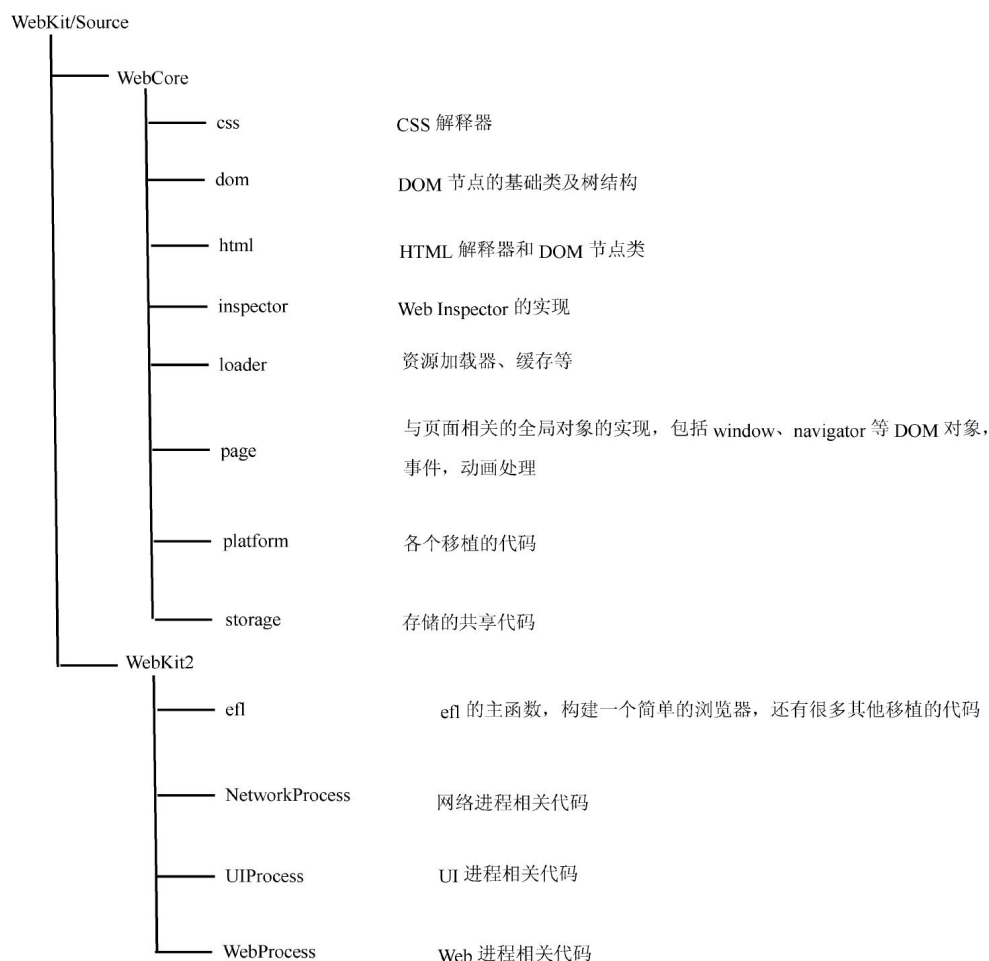 WebKit/Source
WebCore
css CSS 解释器
dom DOM 节点的基础类及树结构
html HTML 解释器和 DOM 节点类
inspector Web Inspector 的实现
loader 资源加载器、缓存等
page 与页面相关的全局对象的实现，包括 window、navigator 等 DOM 对象，
事件，动画处理
platform 各个移植的代码
storage 存储的共享代码
WebKit2
efl efl 的主函数，构建一个简单的浏览器，还有很多其他移植的代码
NetworkProcess 网络进程相关代码
UIProcess UI 进程相关代码
WebProcess Web 进程相关代码